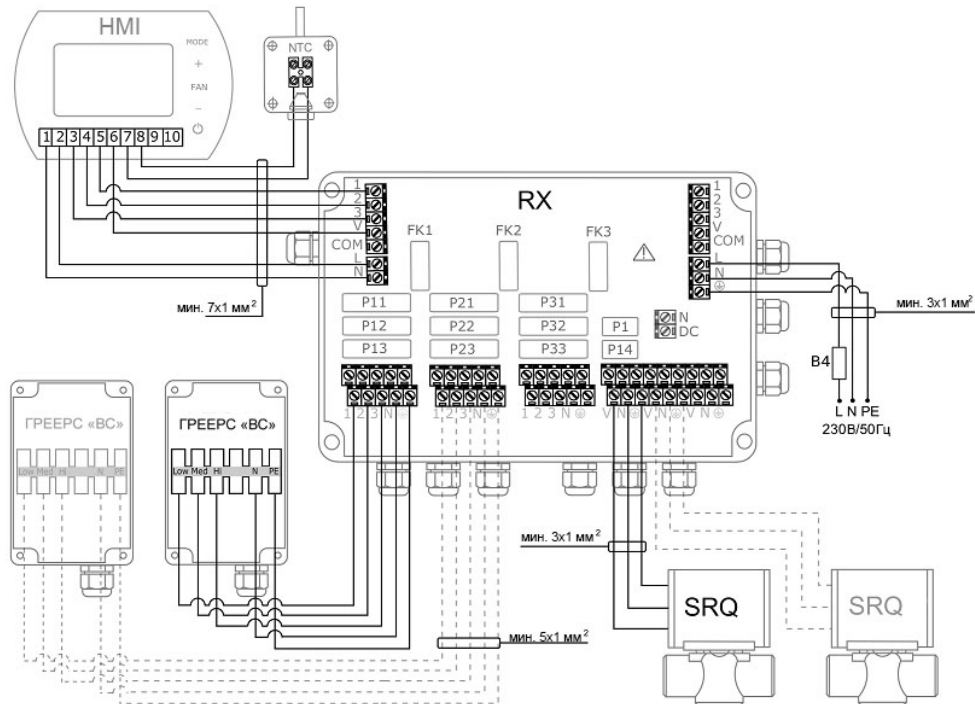 HMI
MODE
+
FAN
−
1 2 3 4 5 6 7 8 9 10
NTC
RX
1
2
3
V
COM
L
N
FK1
FK2
FK3
1
2
3
V
COM
L
N
мин. 7x1 мм²
P11
P21
P31
P12
P22
P32
P1
P13
P23
P33
P14
N
DC
мин. 3x1 мм²
B4
L N PE
230В/50Гц
1 2 3 N
1 2 3 N
1 2 3 N
V N V N V N
ГРЕЕРС «ВС»
Low Med Hi N PE
ГРЕЕРС «ВС»
Low Med Hi N PE
мин. 3x1 мм²
мин. 5x1 мм²
SRQ
SRQ